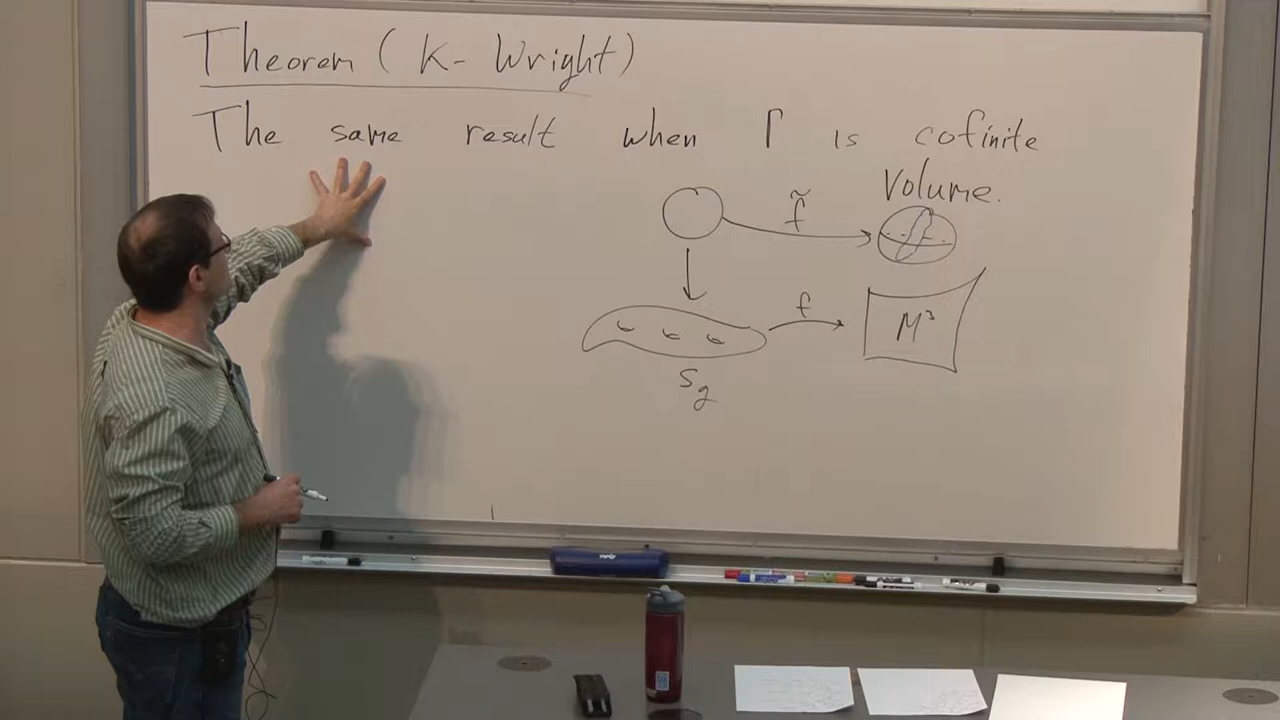 Theorem (K- Wright)
The same result when Γ is cofinite
Volume.
f̃
f
M³
S_g